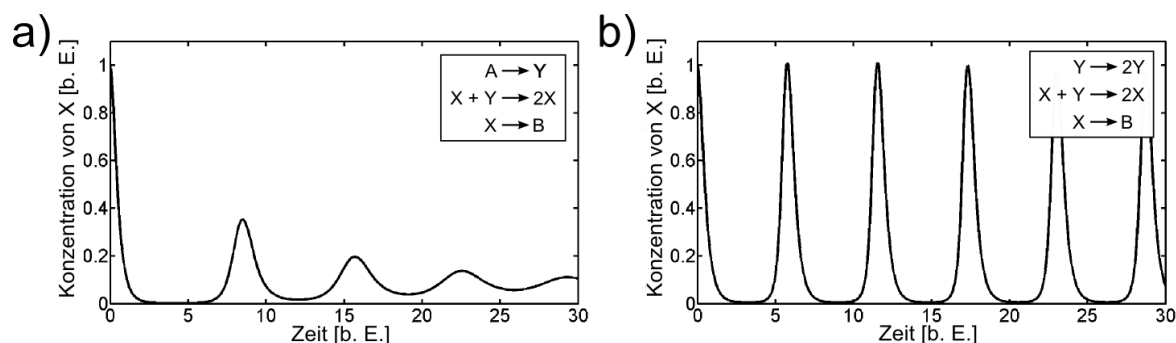 a)
Konzentration von X [b. E.]
1
0.8
0.6
0.4
0.2
0
0 5 10 15 20 25 30
Zeit [b. E.]
A → Y
X + Y → 2X
X → B
b)
Konzentration von X [b. E.]
1
0.8
0.6
0.4
0.2
0
0 5 10 15 20 25 30
Zeit [b. E.]
Y → 2Y
X + Y → 2X
X → B